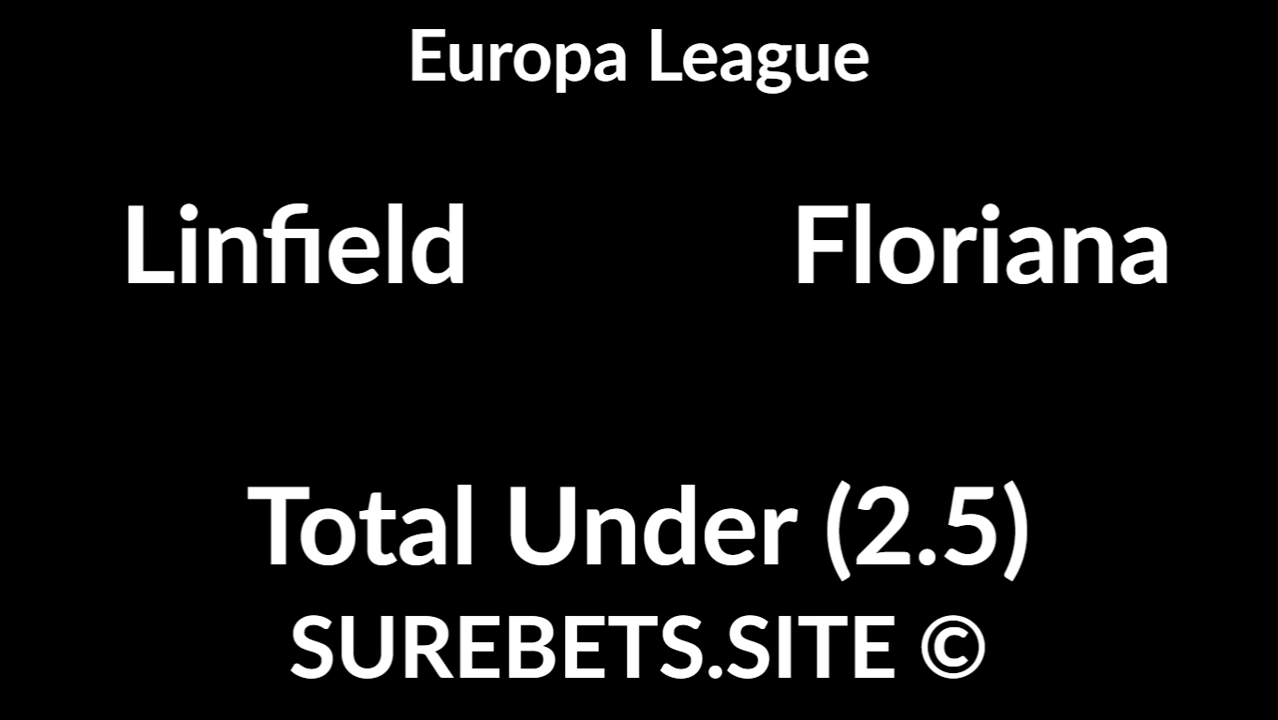 Europa League
Linfield Floriana
Total Under (2.5)
SUREBETS.SITE ©